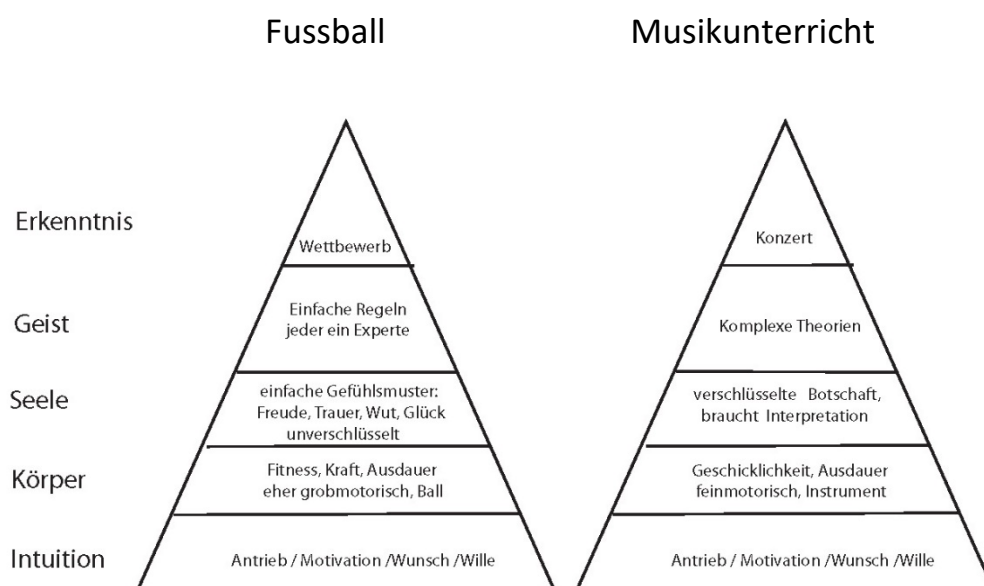 Fussball
Musikunterricht
Erkenntnis
Wettbewerb
Konzert
Geist
Einfache Regeln
jeder ein Experte
Komplexe Theorien
Seele
einfache Gefühlsmuster:
Freude, Trauer, Wut, Glück
unverschlüsselt
verschlüsselte Botschaft,
braucht Interpretation
Körper
Fitness, Kraft, Ausdauer
eher grobmotorisch, Ball
Geschicklichkeit, Ausdauer
feinmotorisch, Instrument
Intuition
Antrieb / Motivation /Wunsch /Wille
Antrieb / Motivation /Wunsch /Wille